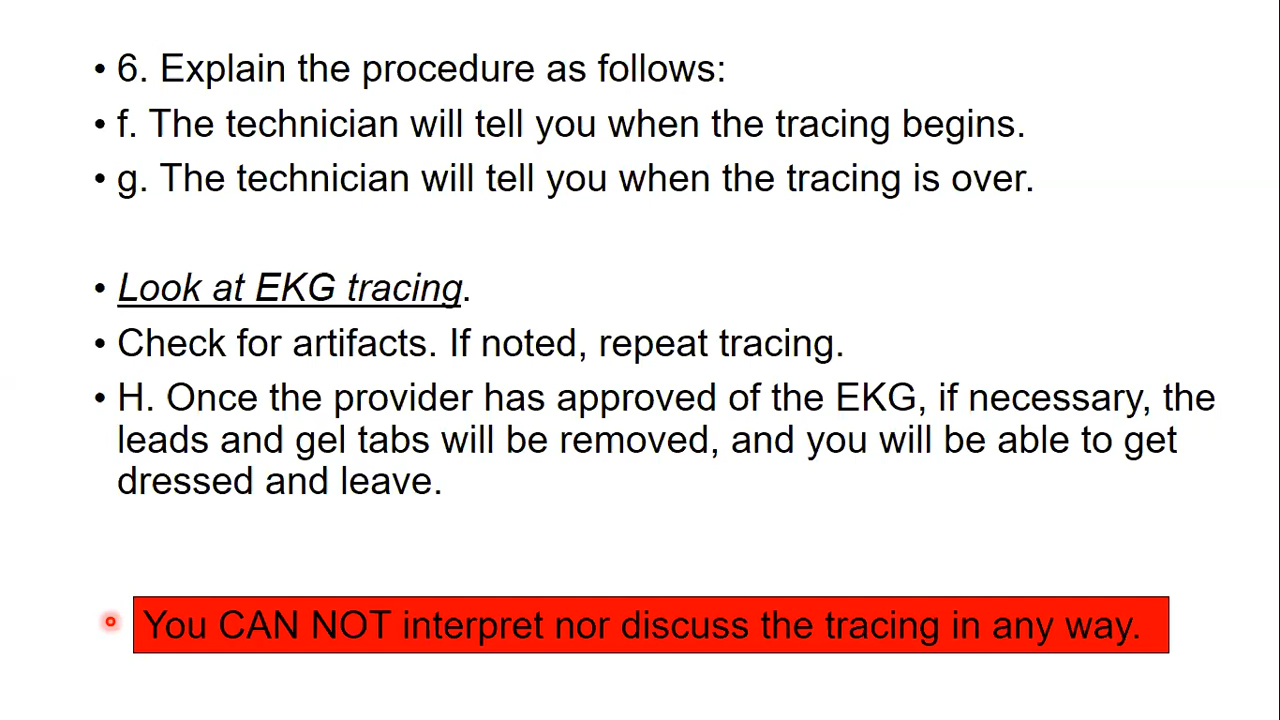 • 6. Explain the procedure as follows:
• f. The technician will tell you when the tracing begins.
• g. The technician will tell you when the tracing is over.
• Look at EKG tracing.
• Check for artifacts. If noted, repeat tracing.
• H. Once the provider has approved of the EKG, if necessary, the
leads and gel tabs will be removed, and you will be able to get
dressed and leave.
You CAN NOT interpret nor discuss the tracing in any way.